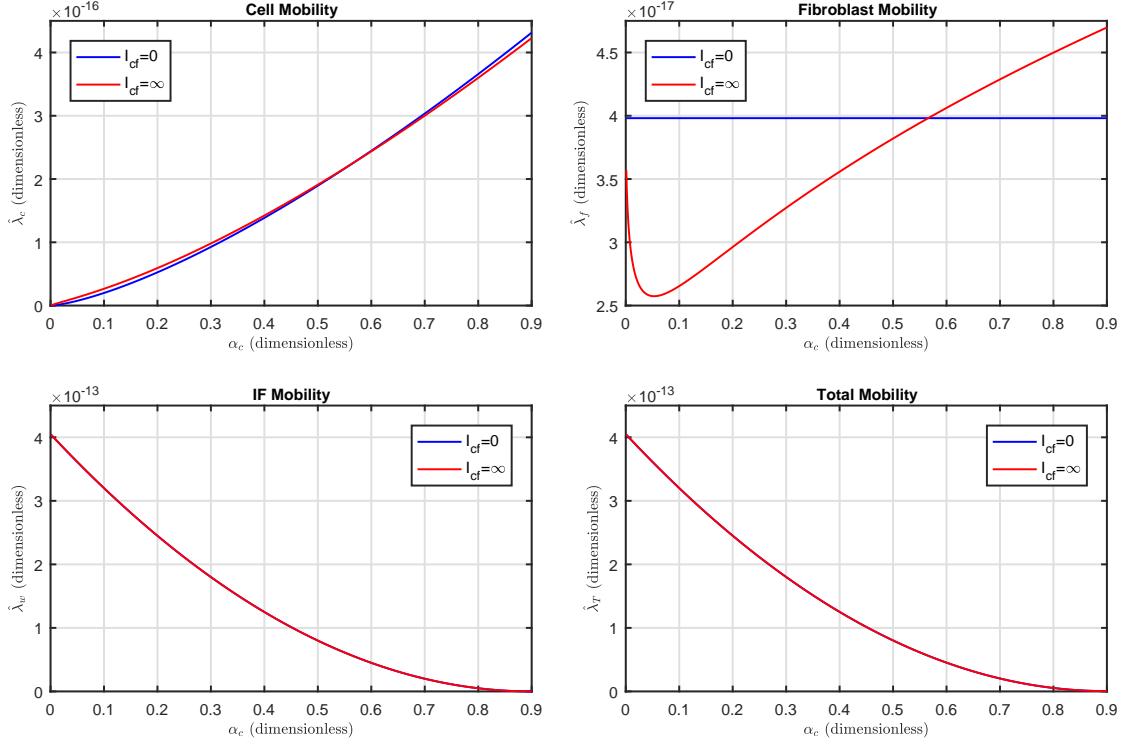 Cell Mobility
×10⁻¹⁶
I_cf=0
I_cf=∞
4
3
2
1
0
λ̂_c (dimensionless)
0 0.1 0.2 0.3 0.4 0.5 0.6 0.7 0.8 0.9
α_c (dimensionless)
Fibroblast Mobility
×10⁻¹⁷
I_cf=0
I_cf=∞
4.5
4
3.5
3
2.5
λ̂_f (dimensionless)
0 0.1 0.2 0.3 0.4 0.5 0.6 0.7 0.8 0.9
α_c (dimensionless)
IF Mobility
×10⁻¹³
I_cf=0
I_cf=∞
4
3
2
1
0
λ̂_w (dimensionless)
0 0.1 0.2 0.3 0.4 0.5 0.6 0.7 0.8 0.9
α_c (dimensionless)
Total Mobility
×10⁻¹³
I_cf=0
I_cf=∞
4
3
2
1
0
λ̂_T (dimensionless)
0 0.1 0.2 0.3 0.4 0.5 0.6 0.7 0.8 0.9
α_c (dimensionless)